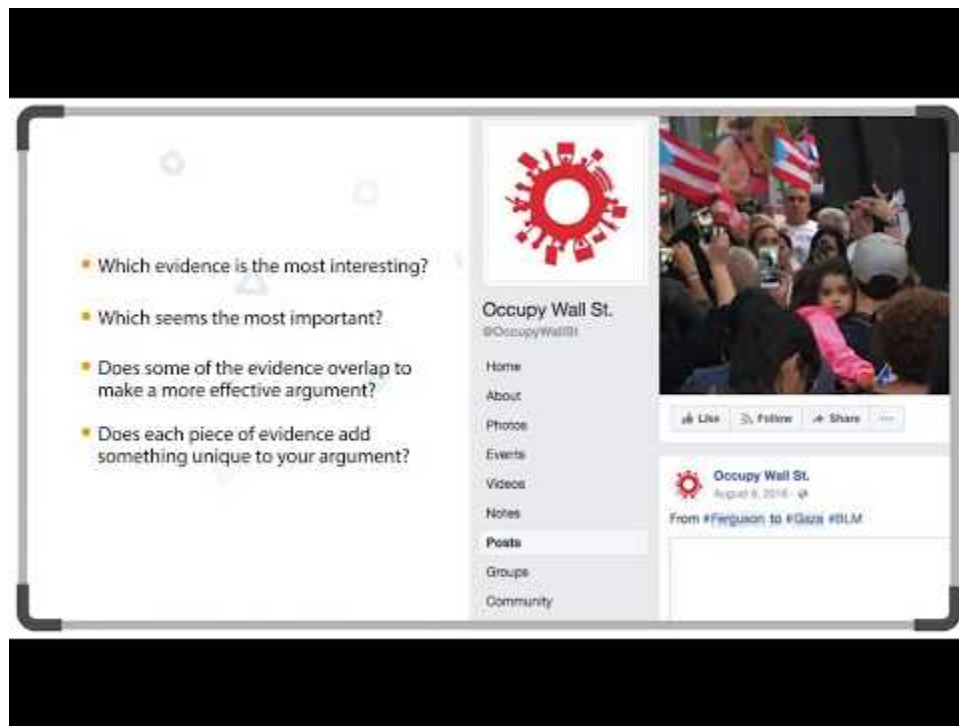 Which evidence is the most interesting?
Which seems the most important?
Does some of the evidence overlap to
make a more effective argument?
Does each piece of evidence add
something unique to your argument?
Occupy Wall St.
@OccupyWallSt
Home
About
Photos
Events
Videos
Notes
Posts
Groups
Community
Like
Follow
Share
Occupy Wall St.
August 8, 2016
From #Ferguson to #Gaza #BLM